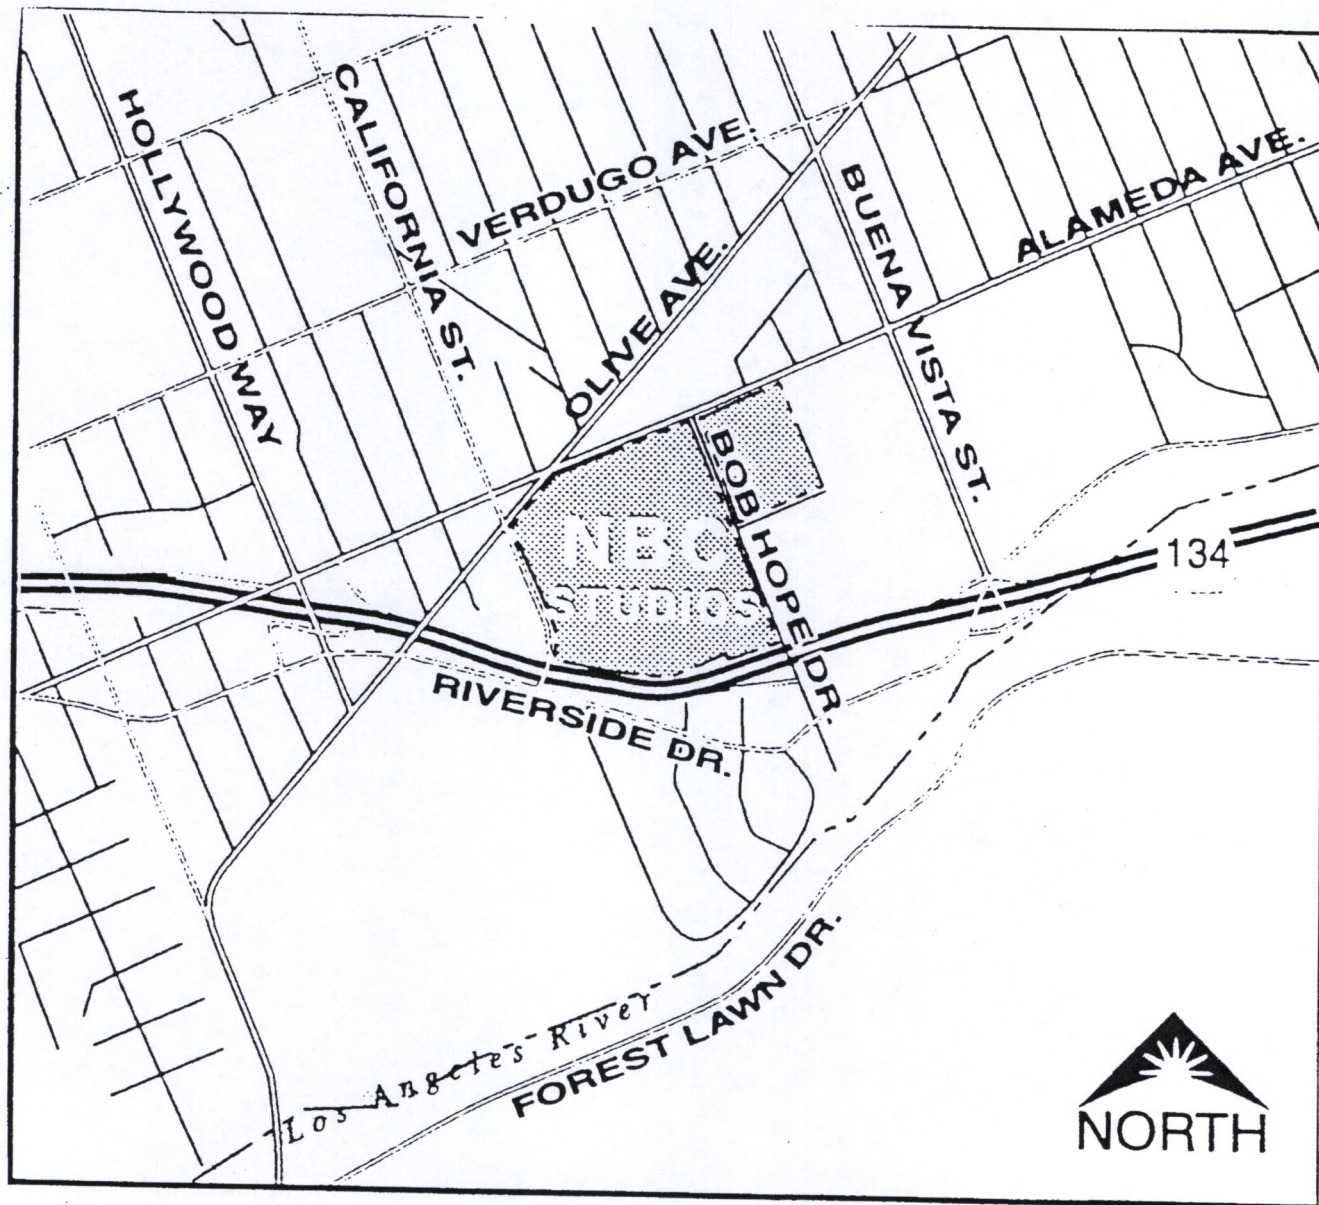 HOLLYWOOD WAY
CALIFORNIA ST.
VERDUGO AVE.
OLIVE AVE.
BUENA VISTA ST.
ALAMEDA AVE.
NBC
STUDIOS
BOB HOPE DR.
134
RIVERSIDE DR.
Los Angeles River
FOREST LAWN DR.
NORTH